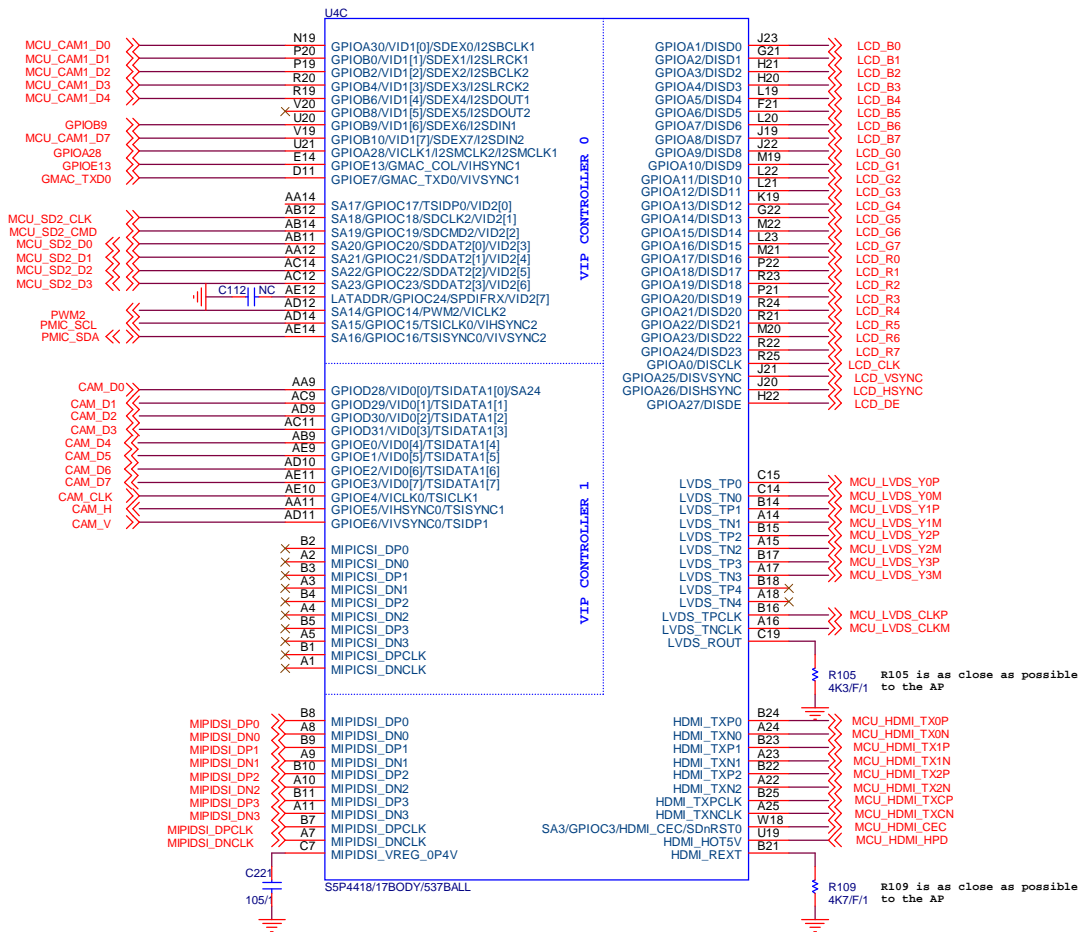 U4C
MCU_CAM1_D0 N19 GPIOA30/VID1[0]/SDEX0/I2SBCLK1
MCU_CAM1_D1 P20 GPIOB0/VID1[1]/SDEX1/I2SLRCK1
MCU_CAM1_D2 P19 GPIOB2/VID1[2]/SDEX2/I2SBCLK2
MCU_CAM1_D3 R20 GPIOB4/VID1[3]/SDEX3/I2SLRCK2
MCU_CAM1_D4 R19 GPIOB6/VID1[4]/SDEX4/I2SDOUT1
V20 GPIOB8/VID1[5]/SDEX5/I2SDOUT2
GPIOB9 U20 GPIOB9/VID1[6]/SDEX6/I2SDIN1
MCU_CAM1_D7 V19 GPIOB10/VID1[7]/SDEX7/I2SDIN2
GPIOA28 U21 GPIOA28/VICLK1/I2SMCLK2/I2SMCLK1
GPIOE13 E14 GPIOE13/GMAC_COL/VIHSYNC1
GMAC_TXD0 D11 GPIOE7/GMAC_TXD0/VIVSYNC1
AA14 SA17/GPIOC17/TSIDP0/VID2[0]
MCU_SD2_CLK AB12 SA18/GPIOC18/SDCLK2/VID2[1]
MCU_SD2_CMD AB14 SA19/GPIOC19/SDCMD2/VID2[2]
MCU_SD2_D0 AB11 SA20/GPIOC20/SDDAT2[0]/VID2[3]
MCU_SD2_D1 AA12 SA21/GPIOC21/SDDAT2[1]/VID2[4]
MCU_SD2_D2 AC14 SA22/GPIOC22/SDDAT2[2]/VID2[5]
MCU_SD2_D3 AC12 SA23/GPIOC23/SDDAT2[3]/VID2[6]
C112 NC AE12 LATADDR/GPIOC24/SPDIFRX/VID2[7]
PWM2 AD12 SA14/GPIOC14/PWM2/VICLK2
PMIC_SCL AD14 SA15/GPIOC15/TSICLK0/VIHSYNC2
PMIC_SDA AE14 SA16/GPIOC16/TSISYNC0/VIVSYNC2
VIP CONTROLLER 0
CAM_D0 AA9 GPIOD28/VID0[0]/TSIDATA1[0]/SA24
CAM_D1 AC9 GPIOD29/VID0[1]/TSIDATA1[1]
CAM_D2 AD9 GPIOD30/VID0[2]/TSIDATA1[2]
CAM_D3 AC11 GPIOD31/VID0[3]/TSIDATA1[3]
CAM_D4 AB9 GPIOE0/VID0[4]/TSIDATA1[4]
CAM_D5 AE9 GPIOE1/VID0[5]/TSIDATA1[5]
CAM_D6 AD10 GPIOE2/VID0[6]/TSIDATA1[6]
CAM_D7 AE11 GPIOE3/VID0[7]/TSIDATA1[7]
CAM_CLK AE10 GPIOE4/VICLK0/TSICLK1
CAM_H AA11 GPIOE5/VIHSYNC0/TSISYNC1
CAM_V AD11 GPIOE6/VIVSYNC0/TSIDP1
B2 MIPICSI_DP0
A2 MIPICSI_DN0
B3 MIPICSI_DP1
A3 MIPICSI_DN1
B4 MIPICSI_DP2
A4 MIPICSI_DN2
B5 MIPICSI_DP3
A5 MIPICSI_DN3
B1 MIPICSI_DPCLK
A1 MIPICSI_DNCLK
VIP CONTROLLER 1
MIPIDSI_DP0 B8 MIPIDSI_DP0
MIPIDSI_DN0 A8 MIPIDSI_DN0
MIPIDSI_DP1 B9 MIPIDSI_DP1
MIPIDSI_DN1 A9 MIPIDSI_DN1
MIPIDSI_DP2 B10 MIPIDSI_DP2
MIPIDSI_DN2 A10 MIPIDSI_DN2
MIPIDSI_DP3 B11 MIPIDSI_DP3
MIPIDSI_DN3 A11 MIPIDSI_DN3
MIPIDSI_DPCLK B7 MIPIDSI_DPCLK
MIPIDSI_DNCLK A7 MIPIDSI_DNCLK
C7 MIPIDSI_VREG_0P4V
C221
105/1
S5P4418/17BODY/537BALL
GPIOA1/DISD0 J23 LCD_B0
GPIOA2/DISD1 G21 LCD_B1
GPIOA3/DISD2 H21 LCD_B2
GPIOA4/DISD3 H20 LCD_B3
GPIOA5/DISD4 L19 LCD_B4
GPIOA6/DISD5 F21 LCD_B5
GPIOA7/DISD6 L20 LCD_B6
GPIOA8/DISD7 J19 LCD_B7
GPIOA9/DISD8 J22 LCD_G0
GPIOA10/DISD9 M19 LCD_G1
GPIOA11/DISD10 L22 LCD_G2
GPIOA12/DISD11 L21 LCD_G3
GPIOA13/DISD12 K19 LCD_G4
GPIOA14/DISD13 G22 LCD_G5
GPIOA15/DISD14 M22 LCD_G6
GPIOA16/DISD15 L23 LCD_G7
GPIOA17/DISD16 M21 LCD_R0
GPIOA18/DISD17 P22 LCD_R1
GPIOA19/DISD18 R23 LCD_R2
GPIOA20/DISD19 P21 LCD_R3
GPIOA21/DISD20 R24 LCD_R4
GPIOA22/DISD21 R21 LCD_R5
GPIOA23/DISD22 M20 LCD_R6
GPIOA24/DISD23 R22 LCD_R7
GPIOA0/DISCLK R25 LCD_CLK
GPIOA25/DISVSYNC J21 LCD_VSYNC
GPIOA26/DISHSYNC J20 LCD_HSYNC
GPIOA27/DISDE H22 LCD_DE
LVDS_TP0 C15 MCU_LVDS_Y0P
LVDS_TN0 C14 MCU_LVDS_Y0M
LVDS_TP1 B14 MCU_LVDS_Y1P
LVDS_TN1 A14 MCU_LVDS_Y1M
LVDS_TP2 B15 MCU_LVDS_Y2P
LVDS_TN2 A15 MCU_LVDS_Y2M
LVDS_TP3 B17 MCU_LVDS_Y3P
LVDS_TN3 A17 MCU_LVDS_Y3M
LVDS_TP4 B18
LVDS_TN4 A18
LVDS_TPCLK B16 MCU_LVDS_CLKP
LVDS_TNCLK A16 MCU_LVDS_CLKM
LVDS_ROUT C19
R105 R105 is as close as possible
4K3/F/1 to the AP
HDMI_TXP0 B24 MCU_HDMI_TX0P
HDMI_TXN0 A24 MCU_HDMI_TX0N
HDMI_TXP1 B23 MCU_HDMI_TX1P
HDMI_TXN1 A23 MCU_HDMI_TX1N
HDMI_TXP2 B22 MCU_HDMI_TX2P
HDMI_TXN2 A22 MCU_HDMI_TX2N
HDMI_TXPCLK B25 MCU_HDMI_TXCP
HDMI_TXNCLK A25 MCU_HDMI_TXCN
SA3/GPIOC3/HDMI_CEC/SDnRST0 W18 MCU_HDMI_CEC
HDMI_HOT5V U19 MCU_HDMI_HPD
HDMI_REXT B21
R109 R109 is as close as possible
4K7/F/1 to the AP